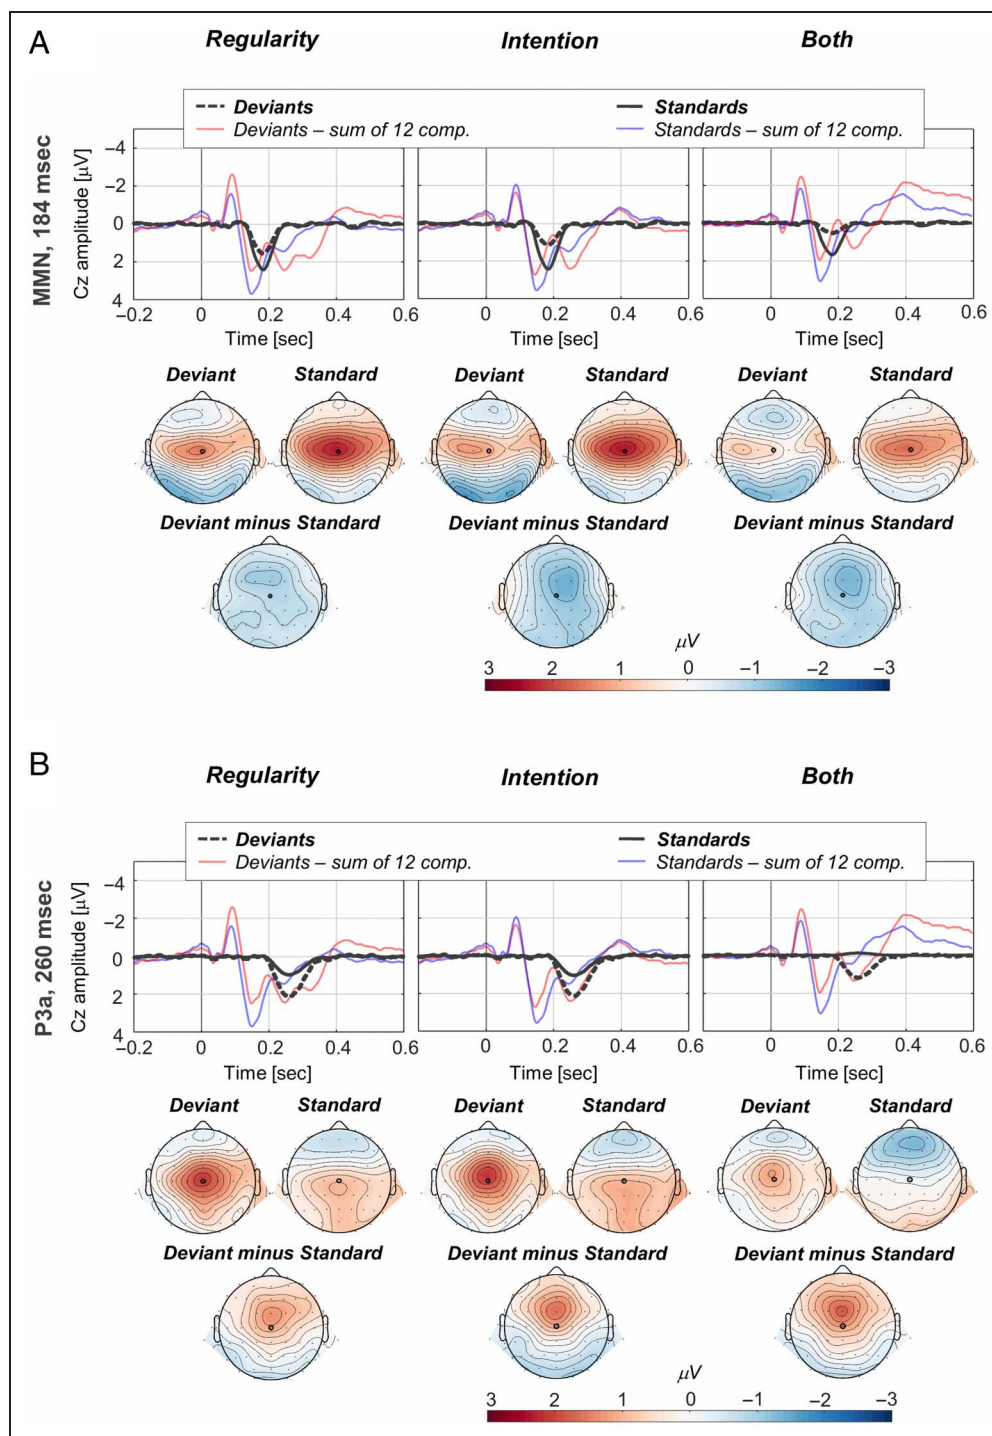 A
Regularity Intention Both
Deviants Standards
Deviants – sum of 12 comp. Standards – sum of 12 comp.
MMN, 184 msec
Cz amplitude [µV]
−4
−2
0
2
4
−0.2 0 0.2 0.4 0.6 0 0.2 0.4 0.6 0 0.2 0.4 0.6
Time [sec] Time [sec] Time [sec]
Deviant Standard Deviant Standard Deviant Standard
Deviant minus Standard Deviant minus Standard Deviant minus Standard
µV
3 2 1 0 −1 −2 −3
B
Regularity Intention Both
Deviants Standards
Deviants – sum of 12 comp. Standards – sum of 12 comp.
P3a, 260 msec
Cz amplitude [µV]
−4
−2
0
2
4
−0.2 0 0.2 0.4 0.6 0 0.2 0.4 0.6 0 0.2 0.4 0.6
Time [sec] Time [sec] Time [sec]
Deviant Standard Deviant Standard Deviant Standard
Deviant minus Standard Deviant minus Standard Deviant minus Standard
µV
3 2 1 0 −1 −2 −3